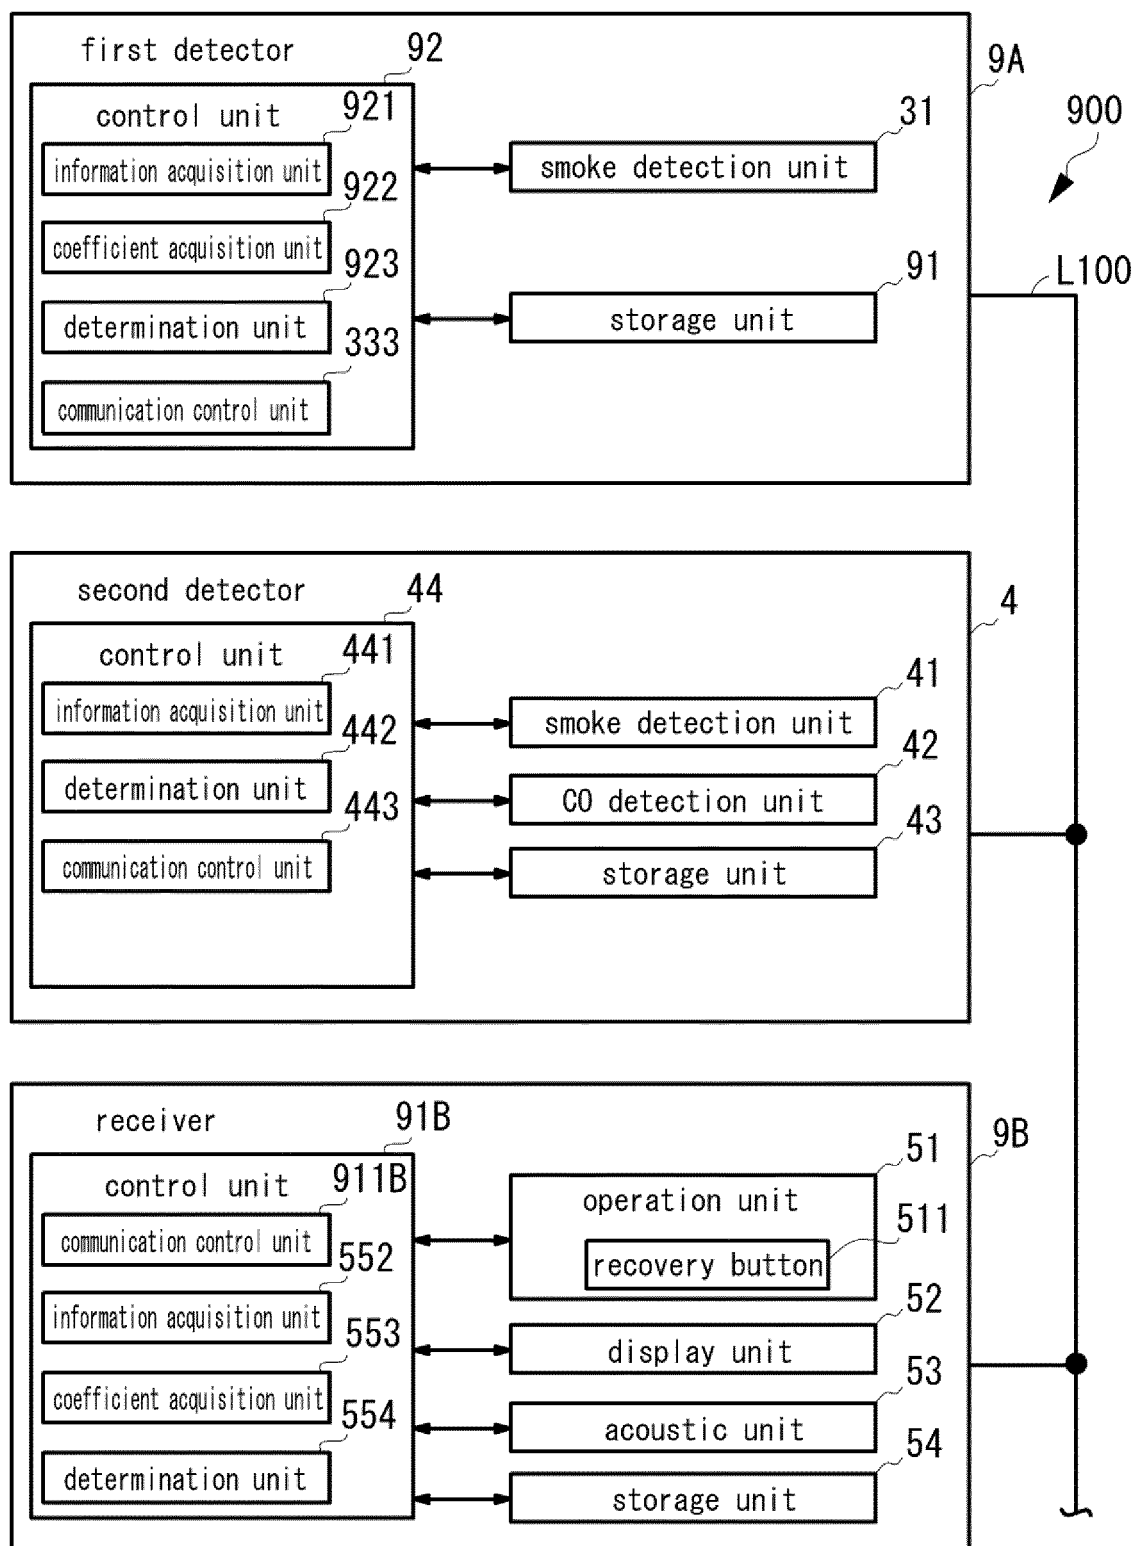 first detector
92
9A
900
control unit
921
31
information acquisition unit
smoke detection unit
922
coefficient acquisition unit
923
91
L100
determination unit
storage unit
333
communication control unit
second detector
44
4
control unit
441
41
information acquisition unit
smoke detection unit
442
42
determination unit
CO detection unit
443
43
communication control unit
storage unit
receiver
91B
51
9B
control unit
911B
operation unit
511
communication control unit
recovery button
552
52
information acquisition unit
display unit
553
53
coefficient acquisition unit
acoustic unit
554
54
determination unit
storage unit